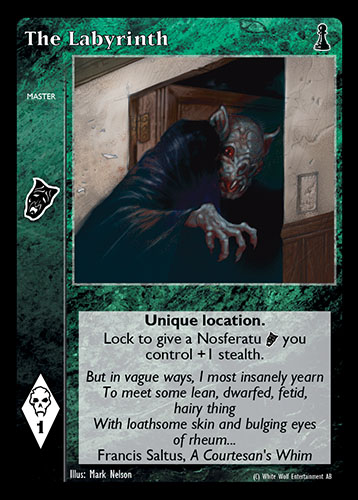 The Labyrinth
MASTER
Unique location.
Lock to give a Nosferatu you
control +1 stealth.
But in vague ways, I most insanely yearn
To meet some lean, dwarfed, fetid,
hairy thing
With loathsome skin and bulging eyes
of rheum...
Francis Saltus, A Courtesan's Whim
1
Illus: Mark Nelson
(C) White Wolf Entertainment AB